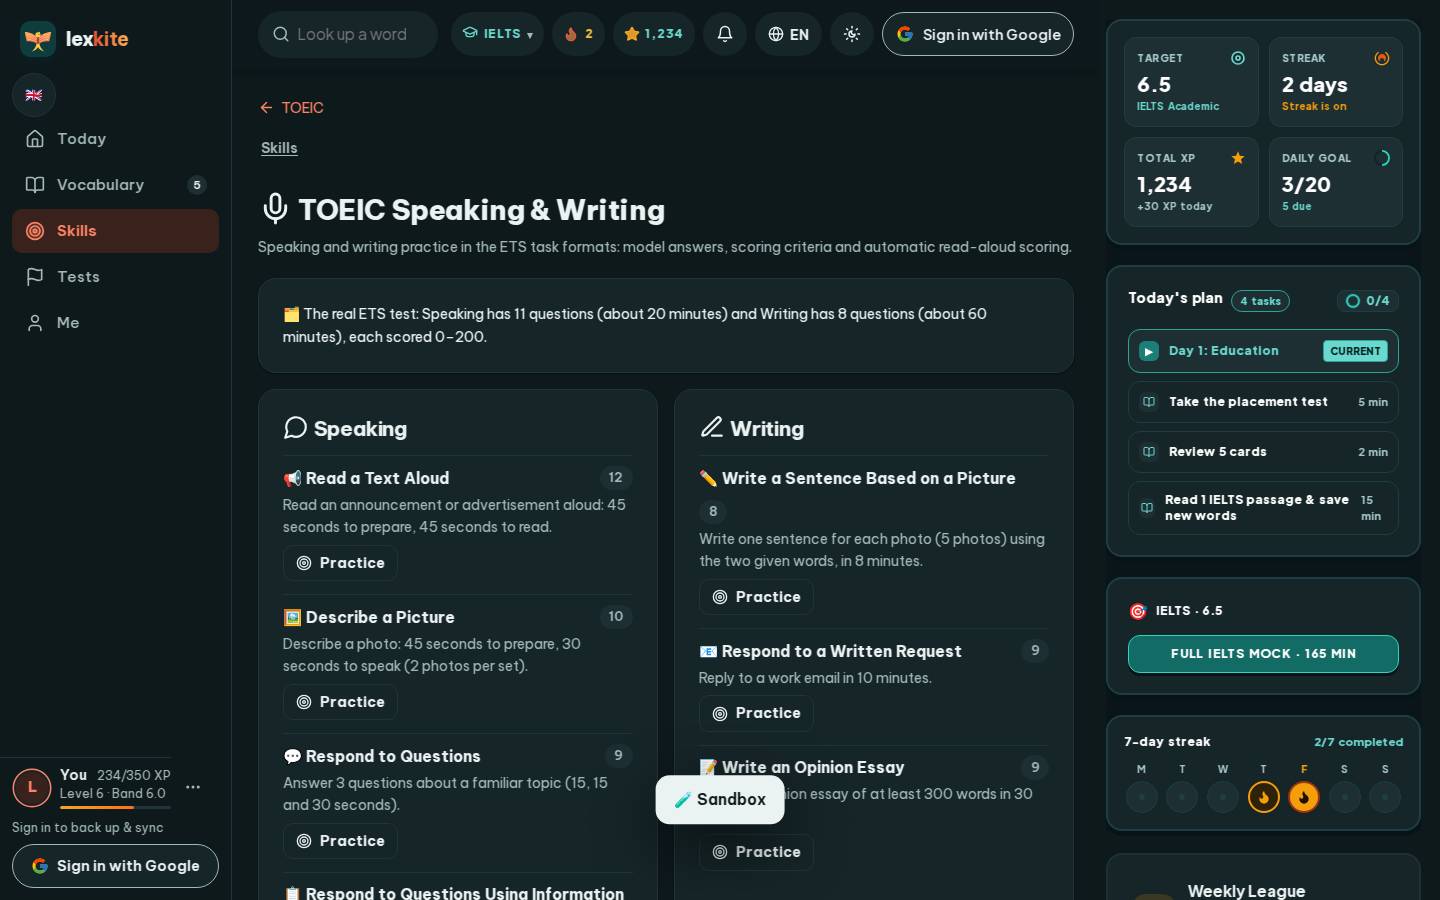 lexkite
Today
Vocabulary 5
Skills
Tests
Me
L
You 234/350 XP
Level 6 · Band 6.0
Sign in to back up & sync
Sign in with Google
Look up a word
IELTS
2
1,234
EN
Sign in with Google
TOEIC
Skills
TOEIC Speaking & Writing
Speaking and writing practice in the ETS task formats: model answers, scoring criteria and automatic read-aloud scoring.
The real ETS test: Speaking has 11 questions (about 20 minutes) and Writing has 8 questions (about 60
minutes), each scored 0–200.
Speaking
Read a Text Aloud 12
Read an announcement or advertisement aloud: 45
seconds to prepare, 45 seconds to read.
Practice
Describe a Picture 10
Describe a photo: 45 seconds to prepare, 30
seconds to speak (2 photos per set).
Practice
Respond to Questions 9
Answer 3 questions about a familiar topic (15, 15
and 30 seconds).
Practice
Respond to Questions Using Information
Writing
Write a Sentence Based on a Picture
8
Write one sentence for each photo (5 photos) using
the two given words, in 8 minutes.
Practice
Respond to a Written Request 9
Reply to a work email in 10 minutes.
Practice
Write an Opinion Essay 9
essay of at least 300 words in 30
Practice
Sandbox
TARGET
6.5
IELTS Academic
STREAK
2 days
Streak is on
TOTAL XP
1,234
+30 XP today
DAILY GOAL
3/20
5 due
Today's plan 4 tasks 0/4
Day 1: Education CURRENT
Take the placement test 5 min
Review 5 cards 2 min
Read 1 IELTS passage & save 15
new words min
IELTS · 6.5
FULL IELTS MOCK · 165 MIN
7-day streak 2/7 completed
M T W T F S S
Weekly League